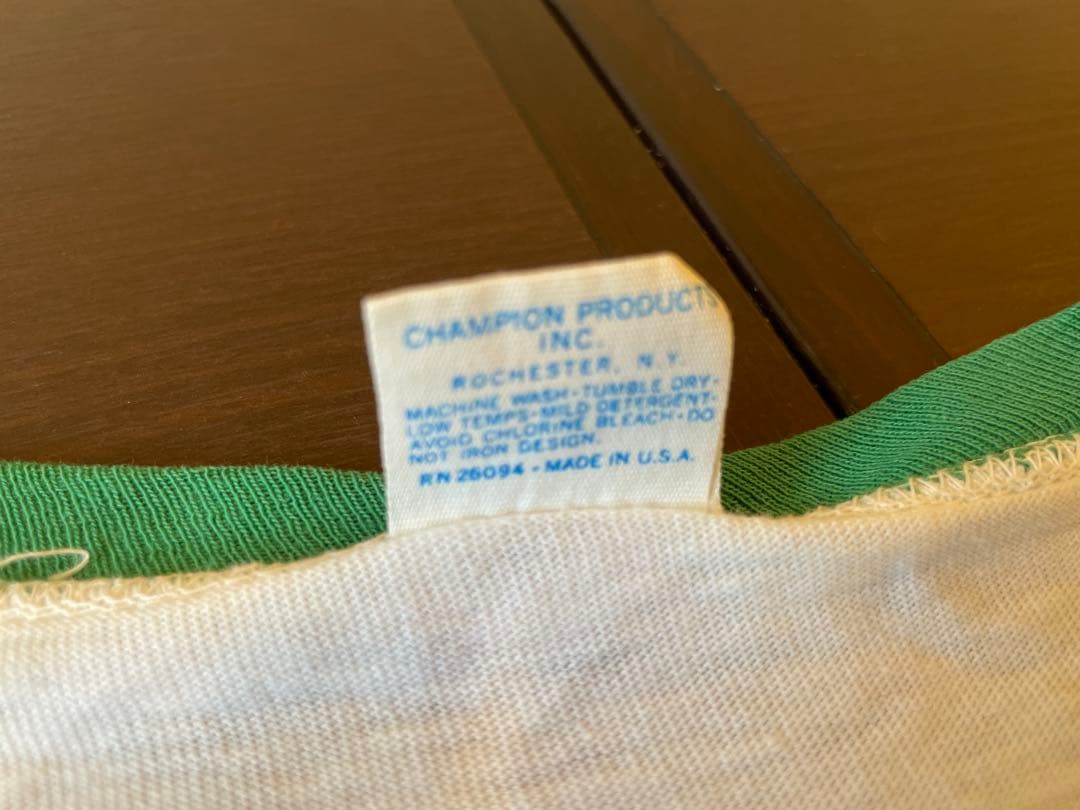 CHAMPION PRODUCTS
INC.
ROCHESTER, N.Y.
MACHINE WASH-TUMBLE DRY-
LOW TEMPS-MILD DETERGENT-
AVOID CHLORINE BLEACH-DO
NOT IRON DESIGN.
RN 26094 - MADE IN U.S.A.